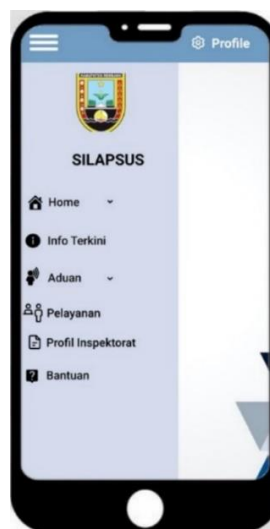 Profile
SILAPSUS
Home
Info Terkini
Aduan
Pelayanan
Profil Inspektorat
Bantuan